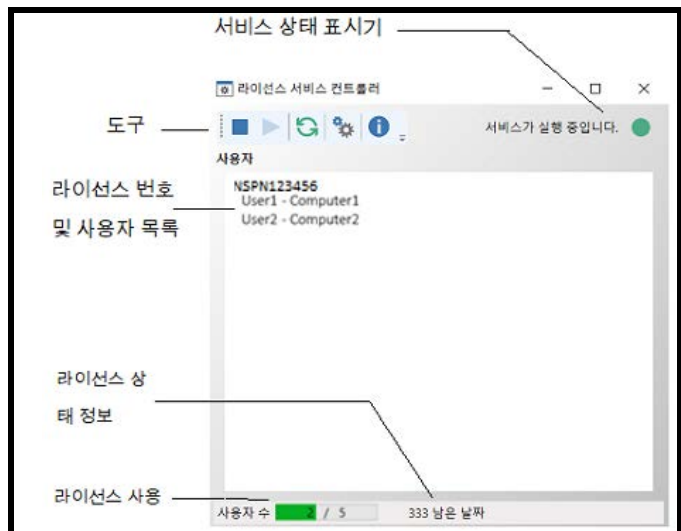 서비스 상태 표시기
라이선스 서비스 컨트롤러
도구
서비스가 실행 중입니다.
사용자
라이선스 번호
및 사용자 목록
NSPN123456
User1 - Computer1
User2 - Computer2
라이선스 상
태 정보
라이선스 사용
사용자 수 2 / 5 333 남은 날짜